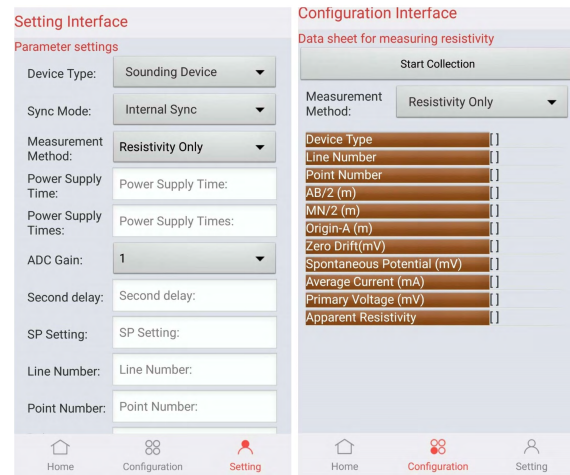 Setting Interface
Parameter settings
Device Type: Sounding Device
Sync Mode: Internal Sync
Measurement
Method: Resistivity Only
Power Supply
Time: Power Supply Time:
Power Supply
Times: Power Supply Times:
ADC Gain: 1
Second delay: Second delay:
SP Setting: SP Setting:
Line Number: Line Number:
Point Number: Point Number:
Home Configuration Setting
Configuration Interface
Data sheet for measuring resistivity
Start Collection
Measurement
Method: Resistivity Only
Device Type [ ]
Line Number [ ]
Point Number [ ]
AB/2 (m) [ ]
MN/2 (m) [ ]
Origin-A (m) [ ]
Zero Drift(mV) [ ]
Spontaneous Potential (mV) [ ]
Average Current (mA) [ ]
Primary Voltage (mV) [ ]
Apparent Resistivity [ ]
Home Configuration Setting